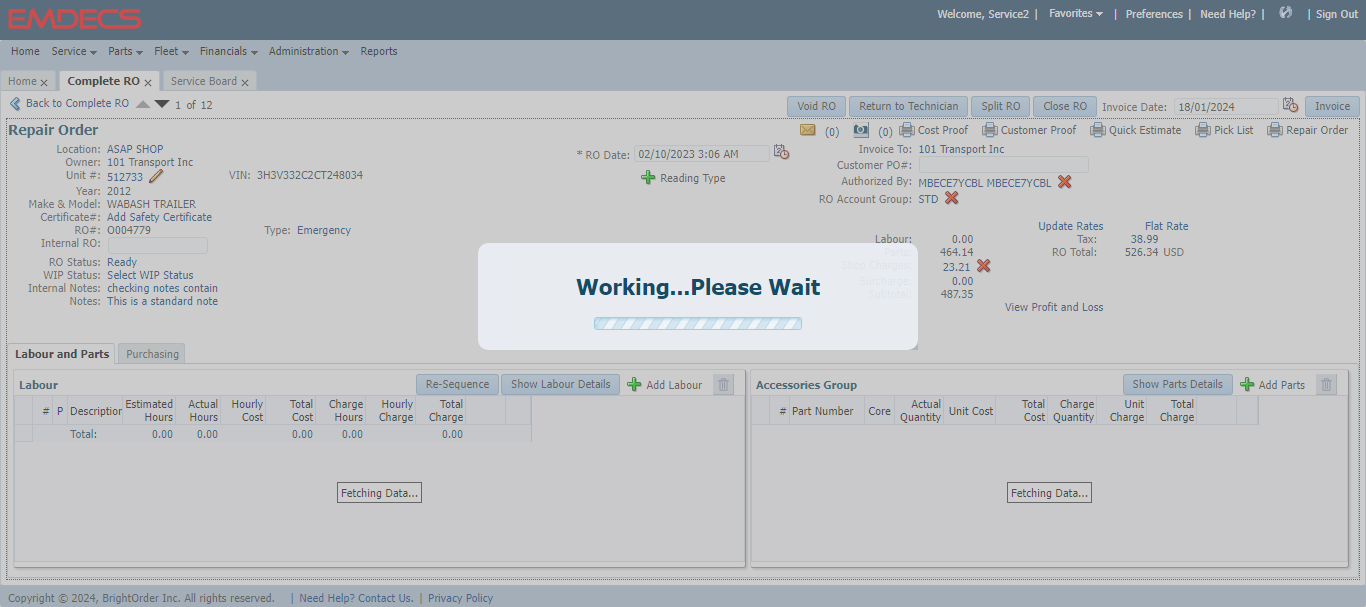 EMDECS
Welcome, Service2 | Favorites | Preferences | Need Help? | | Sign Out
Home Service Parts Fleet Financials Administration Reports
Home x Complete RO x Service Board x
Back to Complete RO 1 of 12 Void RO Return to Technician Split RO Close RO Invoice Date: 18/01/2024 Invoice
Repair Order (0) (0) Cost Proof Customer Proof Quick Estimate Pick List Repair Order
Location: ASAP SHOP
Owner: 101 Transport Inc
Unit #: 512733 VIN: 3H3V332C2CT248034
Year: 2012
Make & Model: WABASH TRAILER
Certificate#: Add Safety Certificate
RO#: O004779 Type: Emergency
Internal RO:
RO Status: Ready
WIP Status: Select WIP Status
Internal Notes: checking notes contain
Notes: This is a standard note
* RO Date: 02/10/2023 3:06 AM
Reading Type
Invoice To: 101 Transport Inc
Customer PO#:
Authorized By: MBECE7YCBL MBECE7YCBL
RO Account Group: STD
Update Rates Flat Rate
Labour: 0.00 Tax: 38.99
Parts: 464.14 RO Total: 526.34 USD
Shop Charges: 23.21
Surcharge: 0.00
Subtotal: 487.35
View Profit and Loss
Working...Please Wait
Labour and Parts Purchasing
Labour Re-Sequence Show Labour Details Add Labour
# P Description Estimated Hours Actual Hours Hourly Cost Total Cost Charge Hours Hourly Charge Total Charge
Total: 0.00 0.00 0.00 0.00 0.00
Fetching Data...
Accessories Group Show Parts Details Add Parts
# Part Number Core Actual Quantity Unit Cost Total Cost Charge Quantity Unit Charge Total Charge
Fetching Data...
Copyright © 2024, BrightOrder Inc. All rights reserved. | Need Help? Contact Us. | Privacy Policy